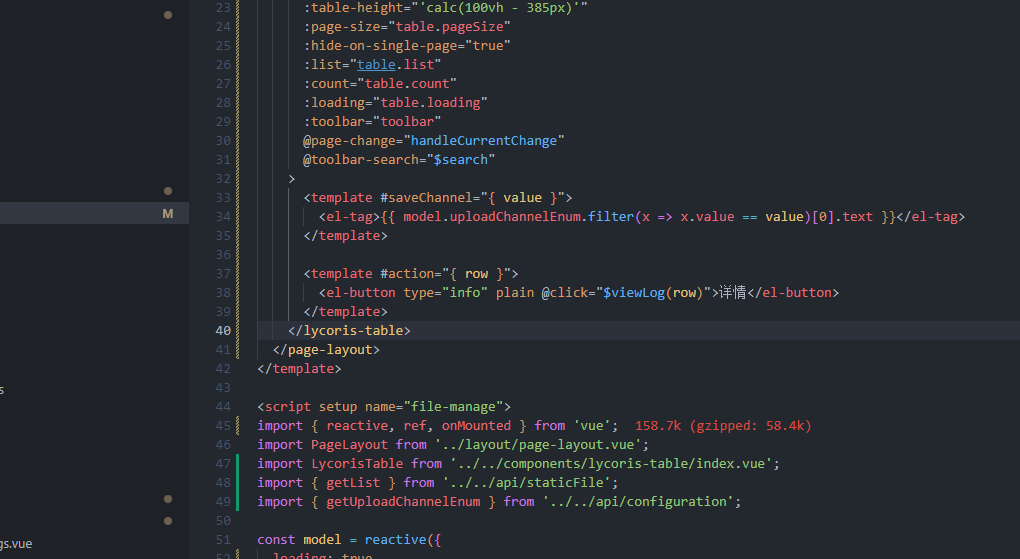 23 :table-height="'calc(100vh - 385px)'"
24 :page-size="table.pageSize"
25 :hide-on-single-page="true"
26 :list="table.list"
27 :count="table.count"
28 :loading="table.loading"
29 :toolbar="toolbar"
30 @page-change="handleCurrentChange"
31 @toolbar-search="$search"
32 >
33 <template #saveChannel="{ value }">
34 <el-tag>{{ model.uploadChannelEnum.filter(x => x.value == value)[0].text }}</el-tag>
35 </template>
36
37 <template #action="{ row }">
38 <el-button type="info" plain @click="$viewLog(row)">详情</el-button>
39 </template>
M 40 </lycoris-table>
41 </page-layout>
42 </template>
43
s
44 <script setup name="file-manage">
45 import { reactive, ref, onMounted } from 'vue'; 158.7k (gzipped: 58.4k)
46 import PageLayout from '../layout/page-layout.vue';
47 import LycorisTable from '../../components/lycoris-table/index.vue';
48 import { getList } from '../../api/staticFile';
49 import { getUploadChannelEnum } from '../../api/configuration';
50
gs.vue
51 const model = reactive({
52 loading: true